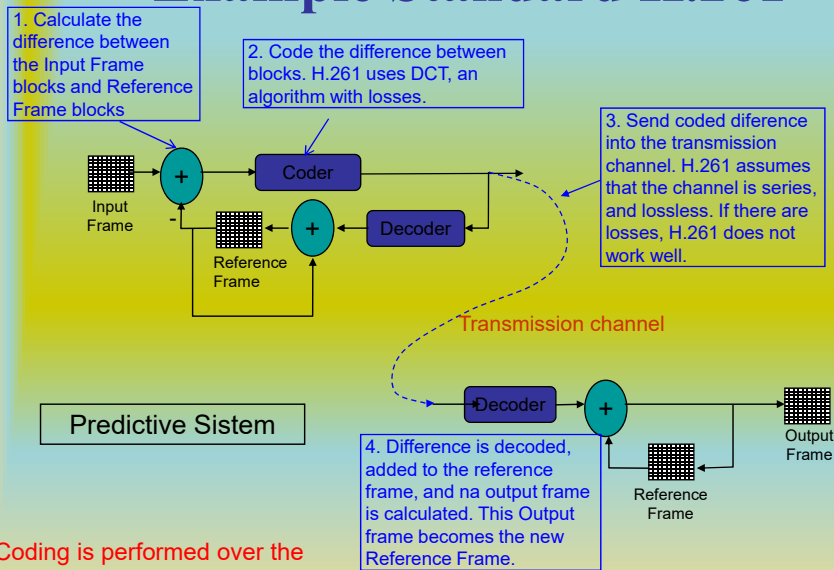 Example Standard H.261
1. Calculate the
difference between
the Input Frame
blocks and Reference
Frame blocks
2. Code the difference between
blocks. H.261 uses DCT, an
algorithm with losses.
3. Send coded diference
into the transmission
channel. H.261 assumes
that the channel is series,
and lossless. If there are
losses, H.261 does not
work well.
+
Coder
Input
Frame
-
+
Decoder
Reference
Frame
Transmission channel
Predictive Sistem
Decoder
+
Output
Frame
4. Difference is decoded,
added to the reference
frame, and na output frame
is calculated. This Output
frame becomes the new
Reference Frame.
Reference
Frame
Coding is performed over the